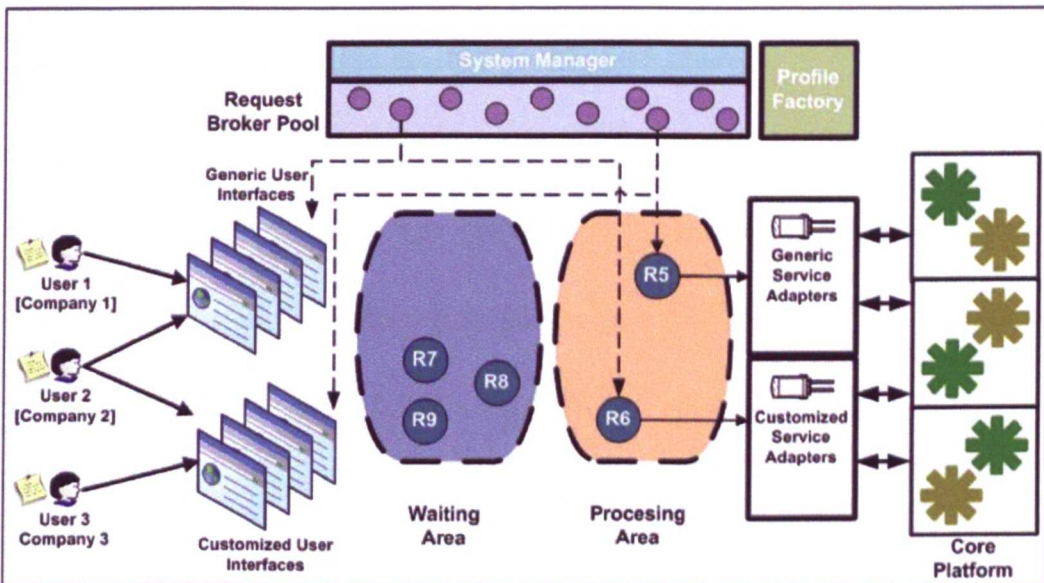 System Manager
Request
Broker Pool
Profile
Factory
Generic User
Interfaces
User 1
[Company 1]
User 2
[Company 2]
User 3
Company 3
Customized User
Interfaces
R7
R8
R9
Waiting
Area
R5
R6
Procesing
Area
Generic
Service
Adapters
Customized
Service
Adapters
Core
Platform